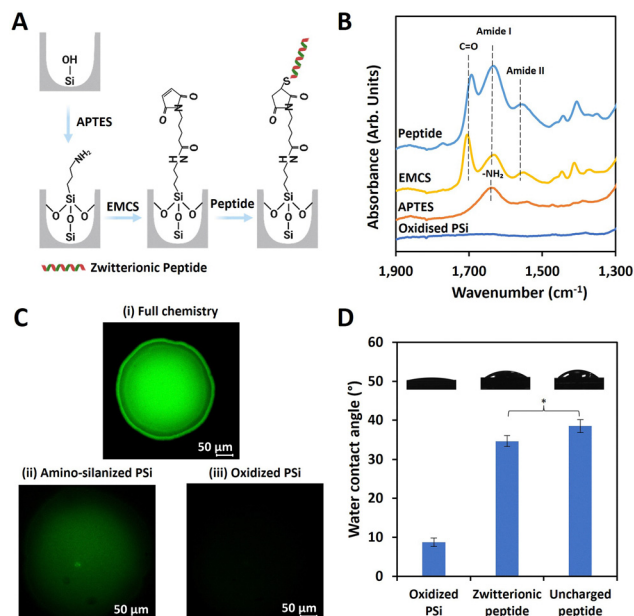 A
OH
Si
APTES
NH2
Si
O
O
O
Si
EMCS
O
N
O
O
H
N
Si
O
O
O
Si
Peptide
S
O
N
O
O
H
N
Si
O
O
O
Si
Zwitterionic Peptide
B
Absorbance (Arb. Units)
C=O
Amide I
Amide II
Peptide
EMCS
-NH₂
APTES
Oxidised PSi
1,900
1,700
1,500
1,300
Wavenumber (cm⁻¹)
C
(i) Full chemistry
50 µm
(ii) Amino-silanized PSi
50 µm
(iii) Oxidized PSi
50 µm
D
Water contact angle (°)
60
50
40
30
20
10
0
*
Oxidized
PSi
Zwitterionic
peptide
Uncharged
peptide